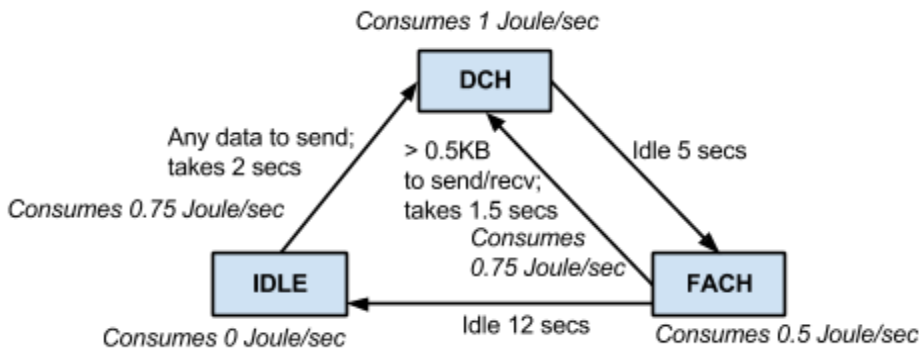 Consumes 1 Joule/sec
DCH
Any data to send;
takes 2 secs
> 0.5KB
to send/recv;
takes 1.5 secs
Idle 5 secs
Consumes 0.75 Joule/sec
Consumes
0.75 Joule/sec
IDLE
FACH
Idle 12 secs
Consumes 0 Joule/sec
Consumes 0.5 Joule/sec